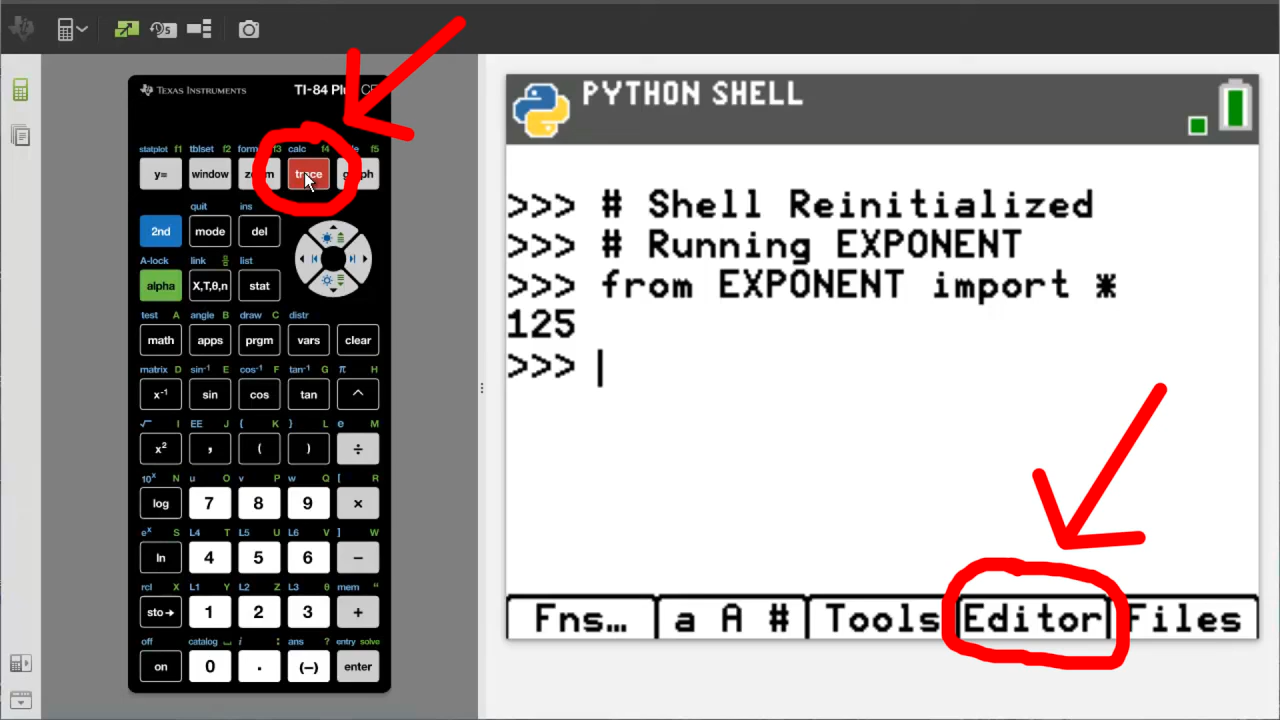 TEXAS INSTRUMENTS TI-84 Plus CE
statplot f1 tblset f2 format f3 calc f4 table f5
y= window zoom trace graph
quit ins
2nd mode del
A-lock link list
alpha X,T,θ,n stat
test A angle B draw C distr
math apps prgm vars clear
matrix D sin⁻¹ E cos⁻¹ F tan⁻¹ G π H
x⁻¹ sin cos tan ^
√ I EE J { K } L e M
x² , ( ) ÷
10ˣ N u O v P w Q [ R
log 7 8 9 ×
eˣ S L4 T L5 U L6 V ] W
ln 4 5 6 −
rcl X L1 Y L2 Z L3 θ mem “
sto→ 1 2 3 +
off catalog ␣ i : ans ? entry solve
on 0 . (−) enter
PYTHON SHELL
>>> # Shell Reinitialized
>>> # Running EXPONENT
>>> from EXPONENT import *
125
>>>
Fns… a A # Tools Editor Files